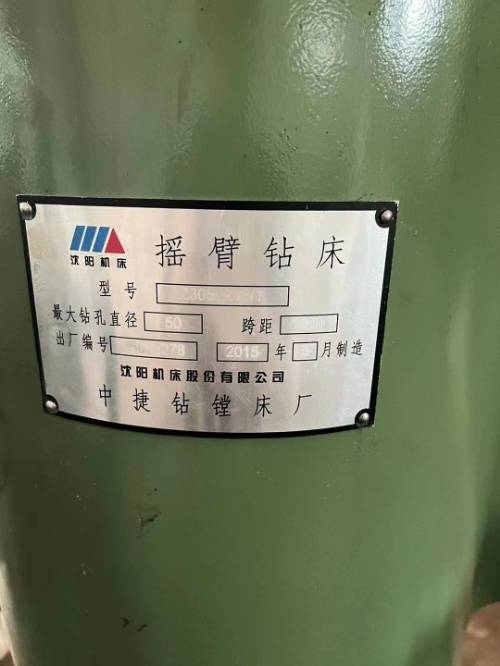 沈阳机床
摇臂钻床
型号
最大钻孔直径 50 跨距
出厂编号 2015 年 月制造
沈阳机床股份有限公司
中捷钻镗床厂